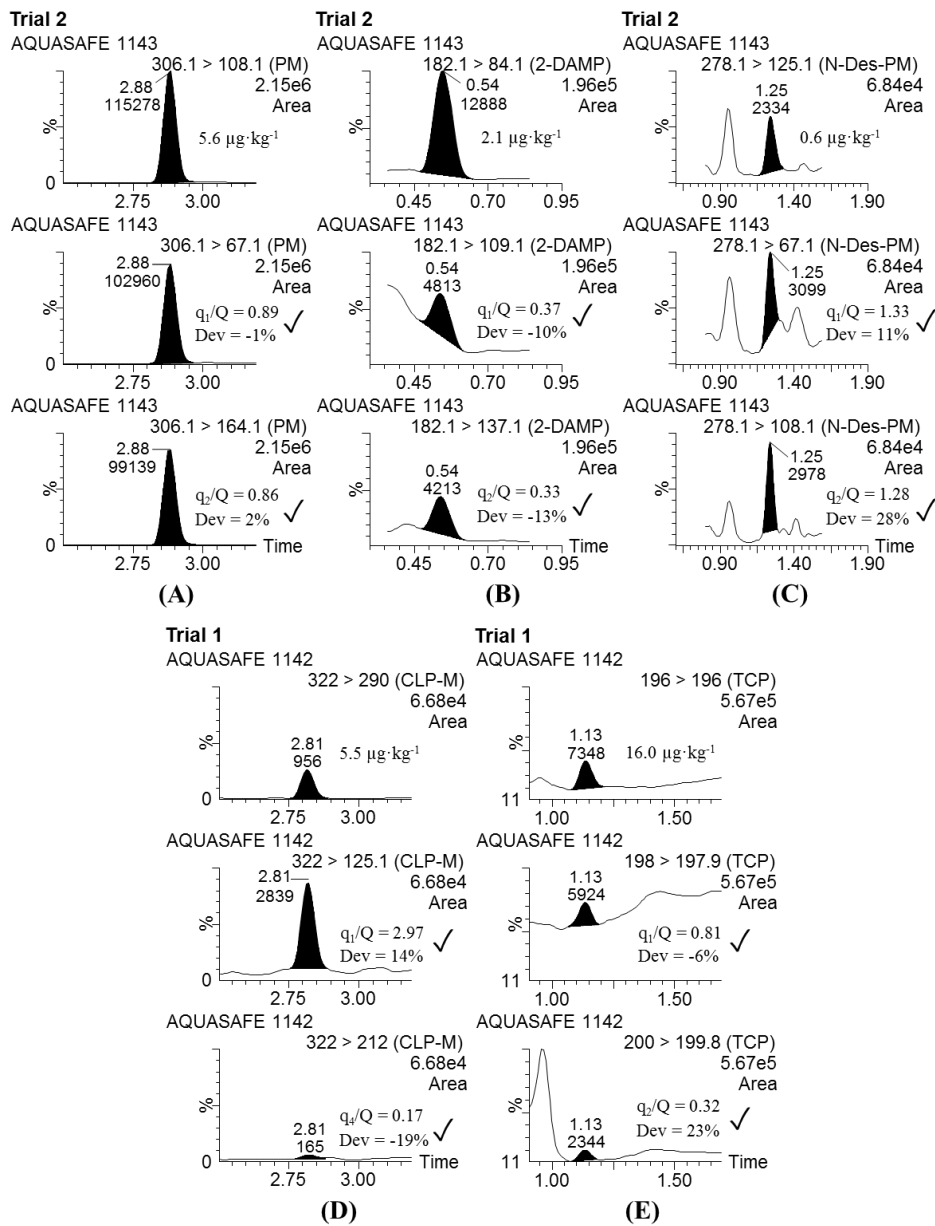 Trial 2
AQUASAFE 1143
306.1 > 108.1 (PM)
2.15e6
Area
2.88
115278
5.6 µg·kg⁻¹
%
0
2.75 3.00
AQUASAFE 1143
306.1 > 67.1 (PM)
2.15e6
Area
2.88
102960
q₁/Q = 0.89
Dev = -1% ✓
%
0
2.75 3.00
AQUASAFE 1143
306.1 > 164.1 (PM)
2.15e6
Area
2.88
99139
q₂/Q = 0.86
Dev = 2% ✓
%
0
2.75 3.00
Time
(A)
Trial 2
AQUASAFE 1143
182.1 > 84.1 (2-DAMP)
1.96e5
Area
0.54
12888
2.1 µg·kg⁻¹
%
0.45 0.70 0.95
AQUASAFE 1143
182.1 > 109.1 (2-DAMP)
1.96e5
Area
0.54
4813
q₁/Q = 0.37
Dev = -10% ✓
%
0.45 0.70 0.95
AQUASAFE 1143
182.1 > 137.1 (2-DAMP)
1.96e5
Area
0.54
4213
q₂/Q = 0.33
Dev = -13% ✓
%
0.45 0.70 0.95
(B)
Trial 2
AQUASAFE 1143
278.1 > 125.1 (N-Des-PM)
6.84e4
Area
1.25
2334
0.6 µg·kg⁻¹
%
0.90 1.40 1.90
AQUASAFE 1143
278.1 > 67.1 (N-Des-PM)
6.84e4
Area
1.25
3099
q₁/Q = 1.33
Dev = 11% ✓
%
0.90 1.40 1.90
AQUASAFE 1143
278.1 > 108.1 (N-Des-PM)
6.84e4
Area
1.25
2978
q₂/Q = 1.28
Dev = 28% ✓
%
Time
0.90 1.40 1.90
(C)
Trial 1
AQUASAFE 1142
322 > 290 (CLP-M)
6.68e4
Area
2.81
956
5.5 µg·kg⁻¹
%
0
2.75 3.00
AQUASAFE 1142
322 > 125.1 (CLP-M)
6.68e4
Area
2.81
2839
q₁/Q = 2.97
Dev = 14% ✓
%
0
2.75 3.00
AQUASAFE 1142
322 > 212 (CLP-M)
6.68e4
Area
2.81
165
q₄/Q = 0.17
Dev = -19% ✓
%
0
2.75 3.00
Time
(D)
Trial 1
AQUASAFE 1142
196 > 196 (TCP)
5.67e5
Area
1.13
7348
16.0 µg·kg⁻¹
%
11
1.00 1.50
AQUASAFE 1142
198 > 197.9 (TCP)
5.67e5
Area
1.13
5924
q₁/Q = 0.81
Dev = -6% ✓
%
11
1.00 1.50
AQUASAFE 1142
200 > 199.8 (TCP)
5.67e5
Area
1.13
2344
q₂/Q = 0.32
Dev = 23% ✓
%
11
1.00 1.50
Time
(E)